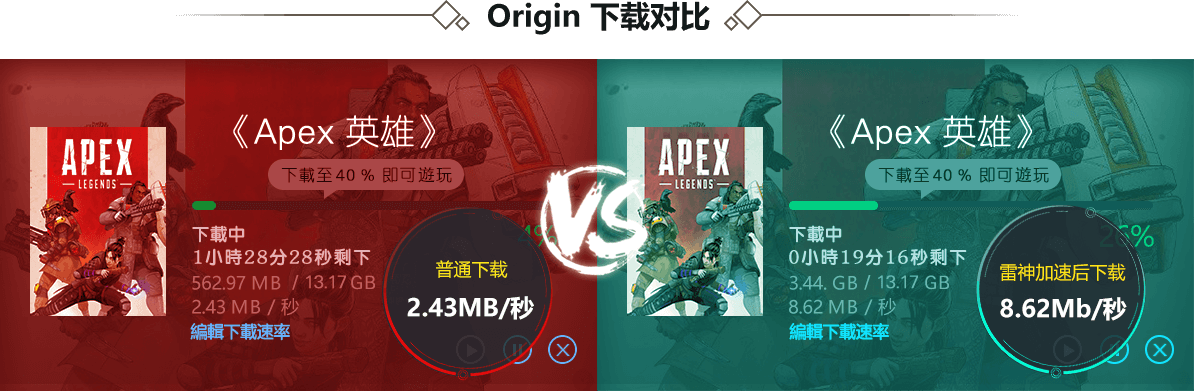 Origin 下载对比
《Apex 英雄》
下載至40 % 即可遊玩
APEX
LEGENDS
4%
下載中
1小時28分28秒剩下
562.97 MB / 13.17 GB
2.43 MB / 秒
編輯下載速率
普通下载
2.43MB/秒
VS
《Apex 英雄》
下載至40 % 即可遊玩
APEX
LEGENDS
26%
下載中
0小時19分16秒剩下
3.44. GB / 13.17 GB
8.62 MB / 秒
編輯下載速率
雷神加速后下载
8.62Mb/秒